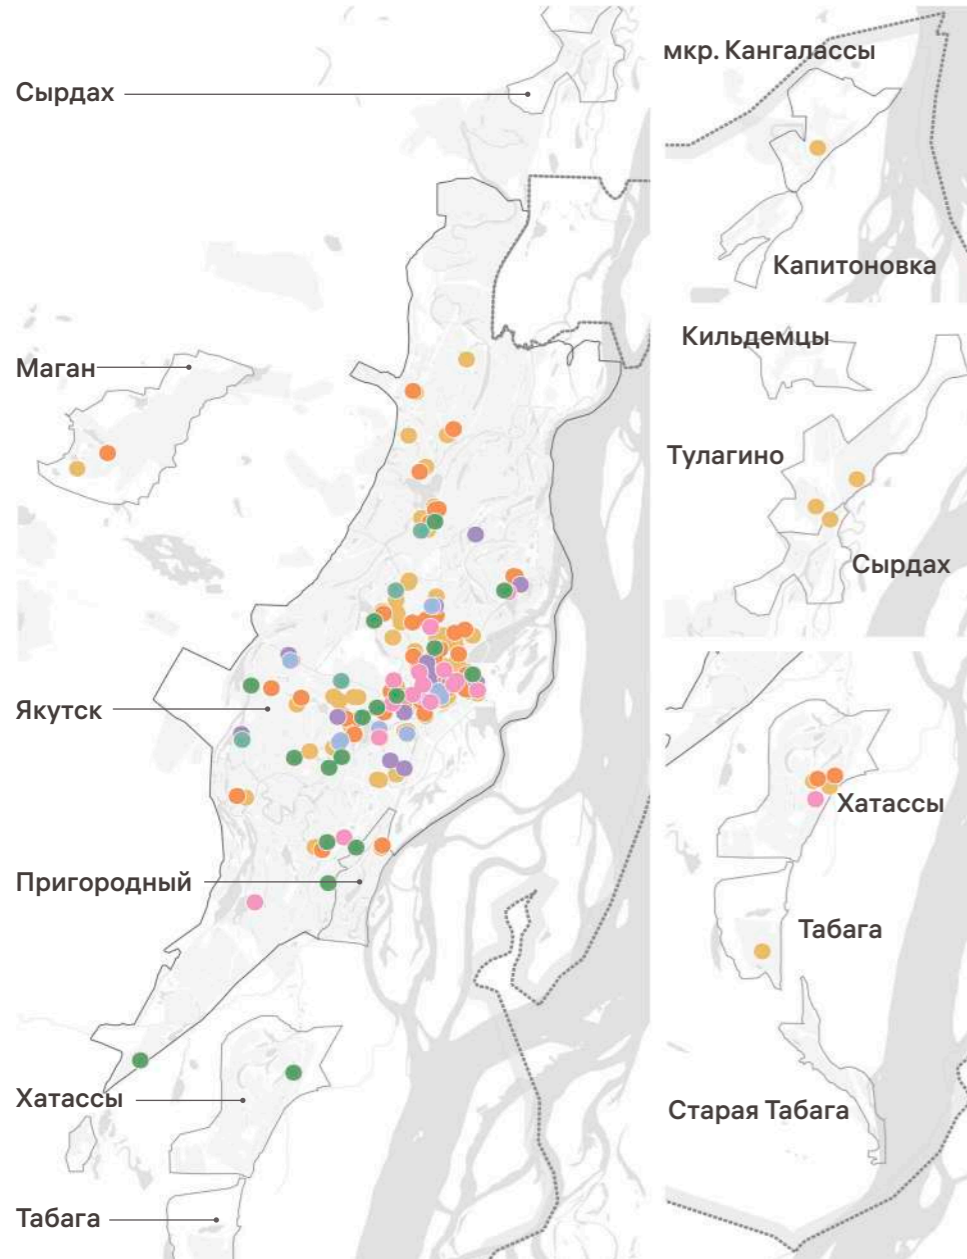 Сырдах
Маган
Якутск
Пригородный
Хатассы
Табага
мкр. Кангалассы
Капитоновка
Кильдемцы
Тулагино
Сырдах
Хатассы
Табага
Старая Табага